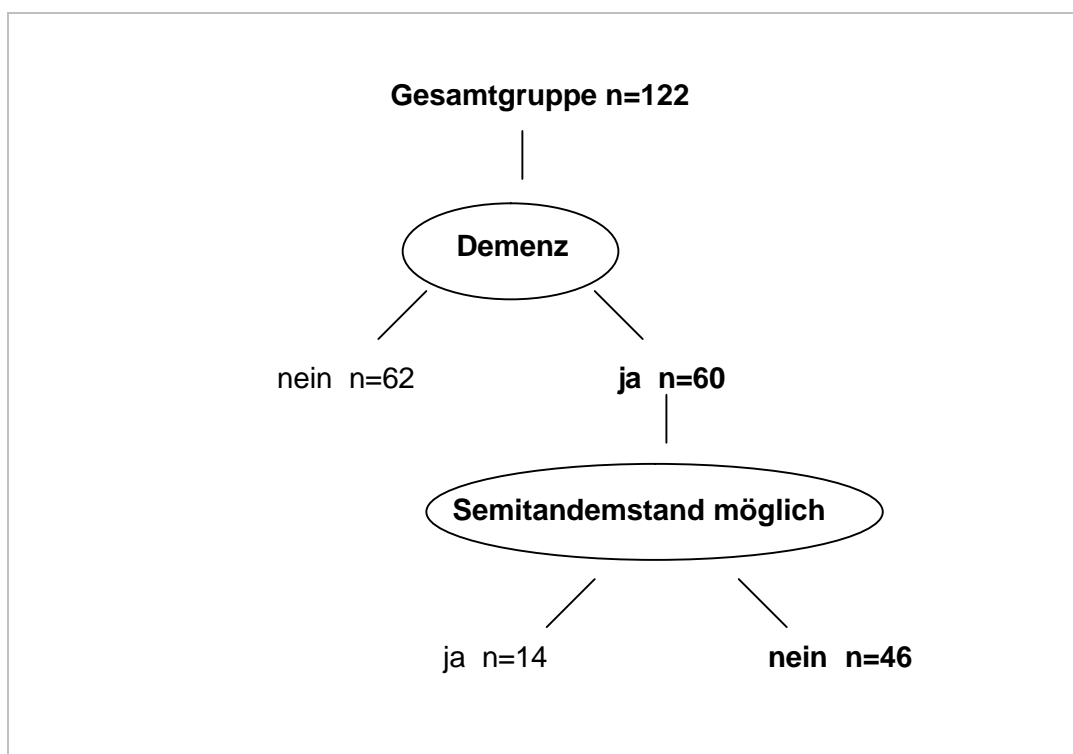 Gesamtgruppe n=122
Demenz
nein n=62 ja n=60
Semitandemstand möglich
ja n=14 nein n=46